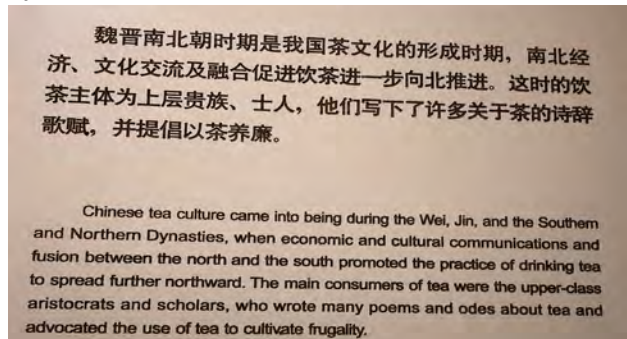 魏晋南北朝时期是我国茶文化的形成时期，南北经
济、文化交流及融合促进饮茶进一步向北推进。这时的饮
茶主体为上层贵族、士人，他们写下了许多关于茶的诗辞
歌赋，并提倡以茶养廉。
Chinese tea culture came into being during the Wei, Jin, and the Southern
and Northern Dynasties, when economic and cultural communications and
fusion between the north and the south promoted the practice of drinking tea
to spread further northward. The main consumers of tea were the upper-class
aristocrats and scholars, who wrote many poems and odes about tea and
advocated the use of tea to cultivate frugality.